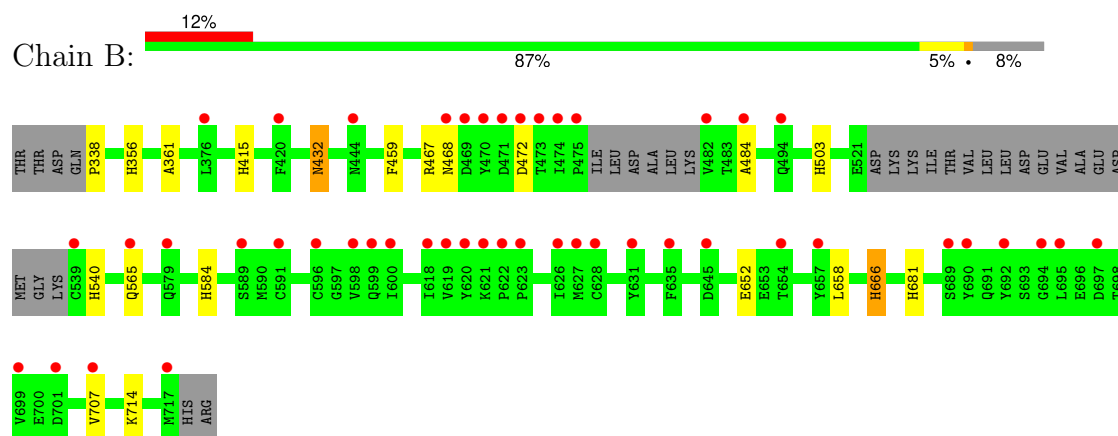 12%
Chain B:
87% 5% • 8%
THR THR ASP GLN P338 H356 A361 L376 H415 F420 N432 N444 F459 R467 N468 D469 Y470 D471 D472 T473 I474 P475 ILE LEU ASP ALA LEU LYS V482 T483 A484 Q494 H503 E521 ASP LYS LYS ILE THR VAL LEU LEU ASP GLU VAL ALA GLU ASP
MET GLY LYS C539 H540 Q565 Q579 H584 S589 M590 C591 C596 G597 V598 Q599 I600 I618 V619 Y620 K621 P622 P623 I626 M627 C628 Y631 F635 D645 E652 E653 T654 Y657 L658 H666 H681 S689 Y690 Q691 Y692 S693 G694 L695 E696 D697 T698
V699 E700 D701 V707 K714 M717 HIS ARG